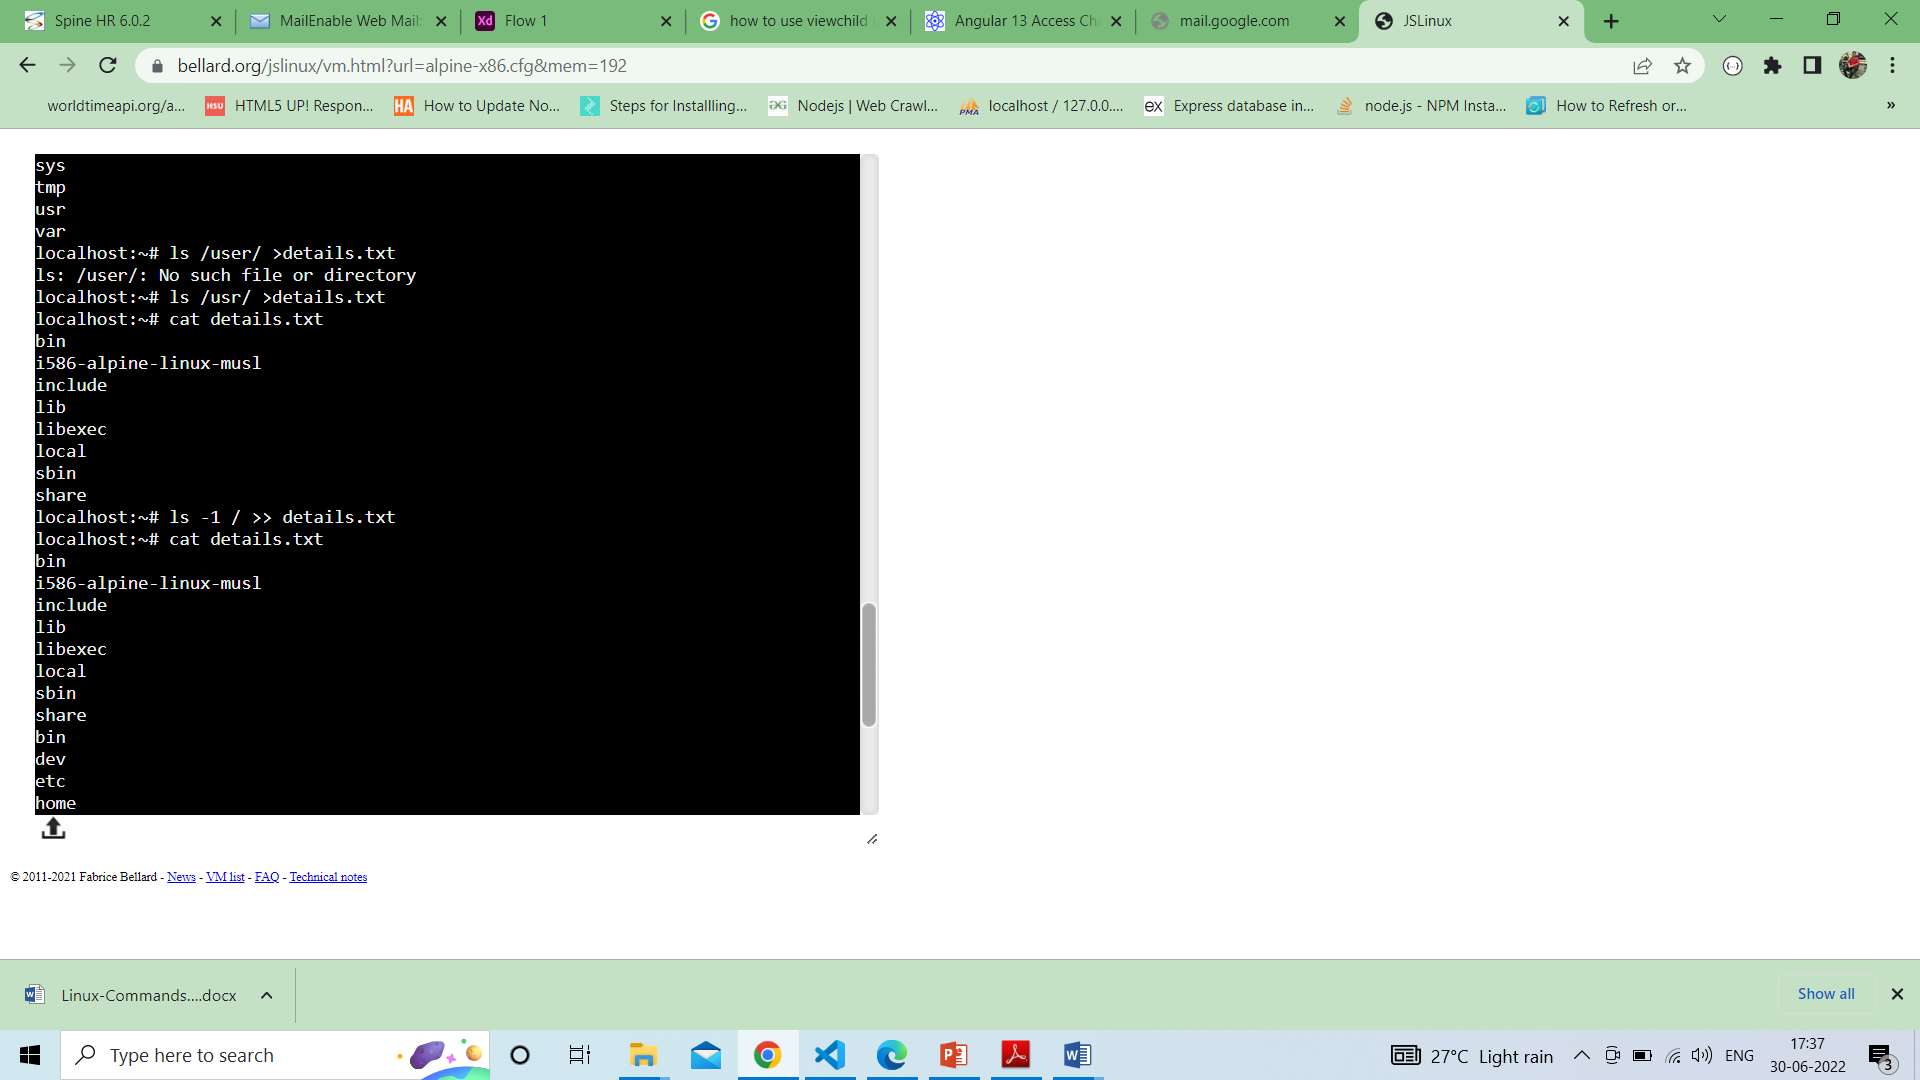 Spine HR 6.0.2
MailEnable Web Mail:
Flow 1
how to use viewchild
Angular 13 Access Ch
mail.google.com
JSLinux
bellard.org/jslinux/vm.html?url=alpine-x86.cfg&mem=192
worldtimeapi.org/a...
HSU HTML5 UP! Respon...
HA How to Update No...
Steps for Installling...
Nodejs | Web Crawl...
PMA localhost / 127.0.0....
ex Express database in...
node.js - NPM Insta...
How to Refresh or...
»
sys
tmp
usr
var
localhost:~# ls /user/ >details.txt
ls: /user/: No such file or directory
localhost:~# ls /usr/ >details.txt
localhost:~# cat details.txt
bin
i586-alpine-linux-musl
include
lib
libexec
local
sbin
share
localhost:~# ls -1 / >> details.txt
localhost:~# cat details.txt
bin
i586-alpine-linux-musl
include
lib
libexec
local
sbin
share
bin
dev
etc
home
© 2011-2021 Fabrice Bellard - News - VM list - FAQ - Technical notes
Linux-Commands....docx
Show all
Type here to search
27°C Light rain
ENG
17:37
30-06-2022
3